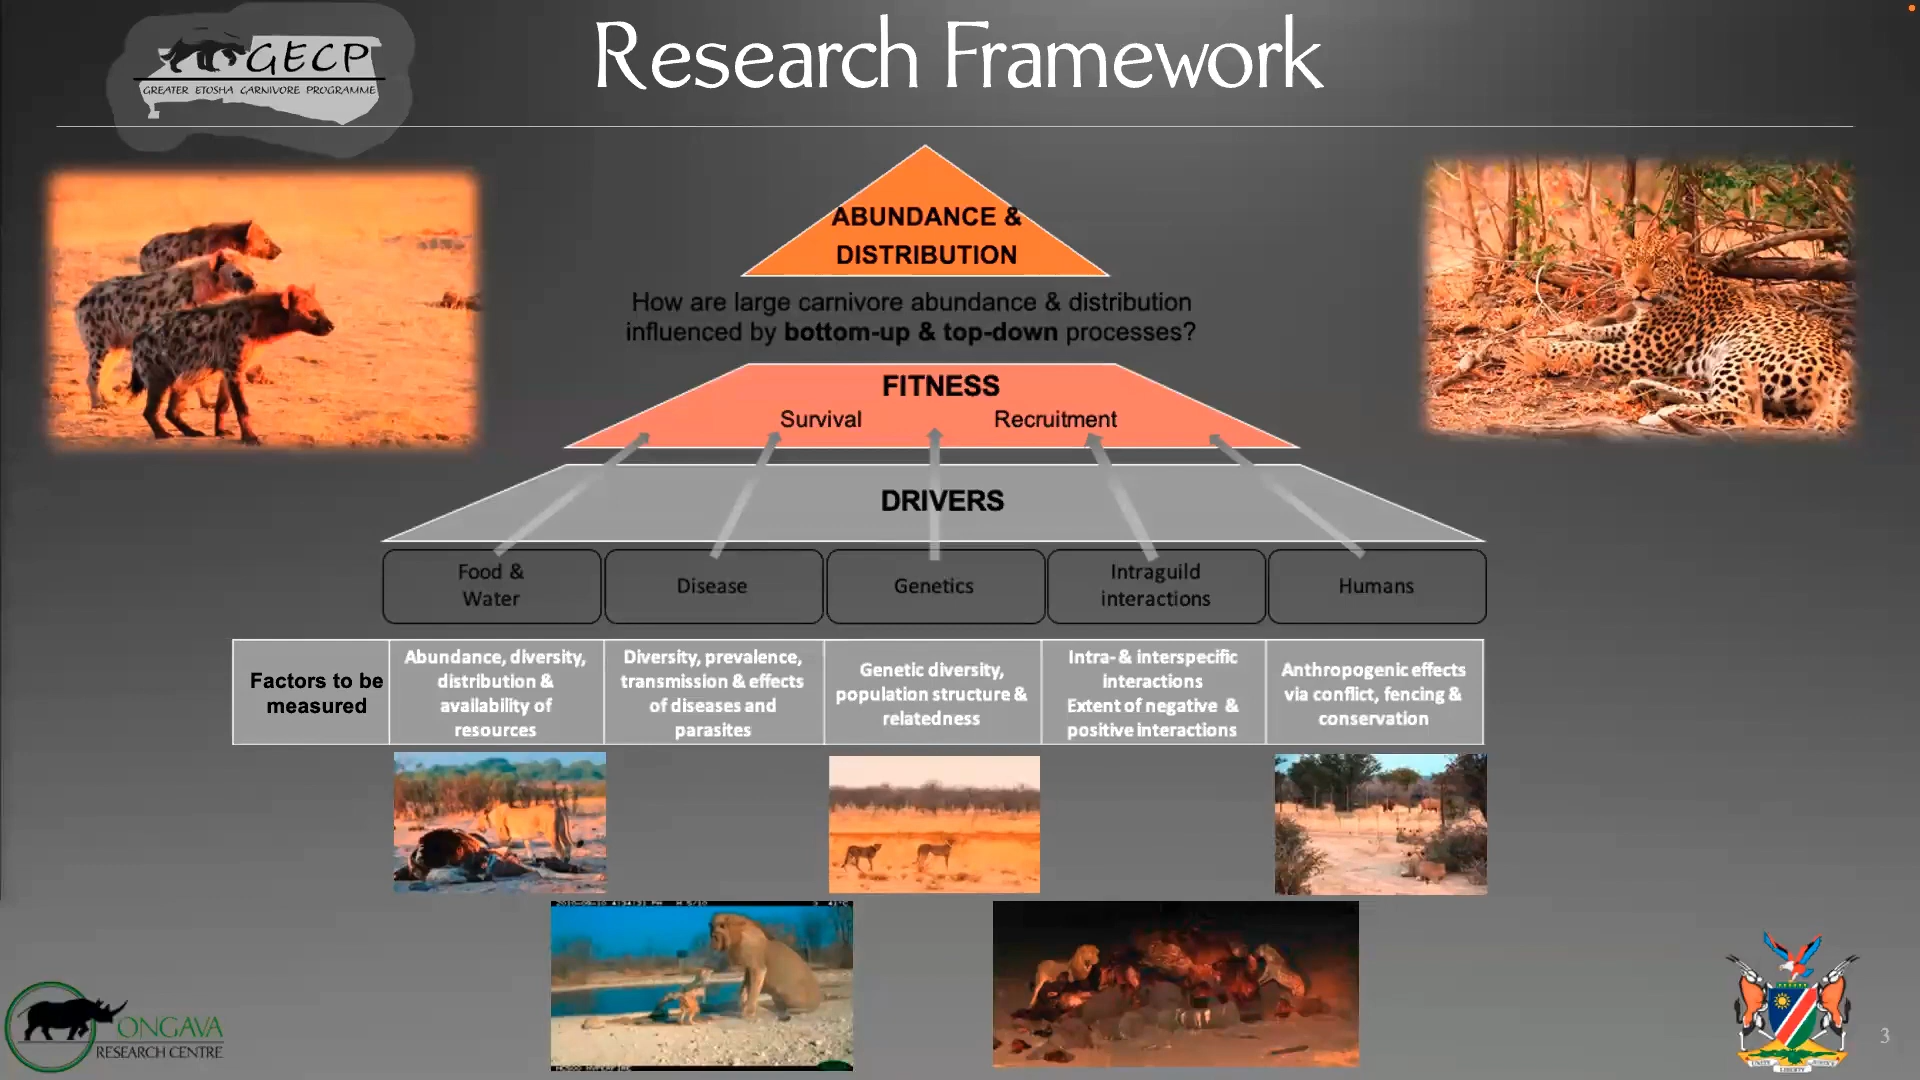 GECP
GREATER ETOSHA CARNIVORE PROGRAMME
Research Framework
ABUNDANCE &
DISTRIBUTION
How are large carnivore abundance & distribution
influenced by bottom-up & top-down processes?
FITNESS
Survival Recruitment
DRIVERS
Food &
Water
Disease
Genetics
Intraguild
interactions
Humans
Factors to be
measured
Abundance, diversity,
distribution &
availability of
resources
Diversity, prevalence,
transmission & effects
of diseases and
parasites
Genetic diversity,
population structure &
relatedness
Intra- & interspecific
interactions
Extent of negative &
positive interactions
Anthropogenic effects
via conflict, fencing &
conservation
ONGAVA
RESEARCH CENTRE
LIBERTY
3